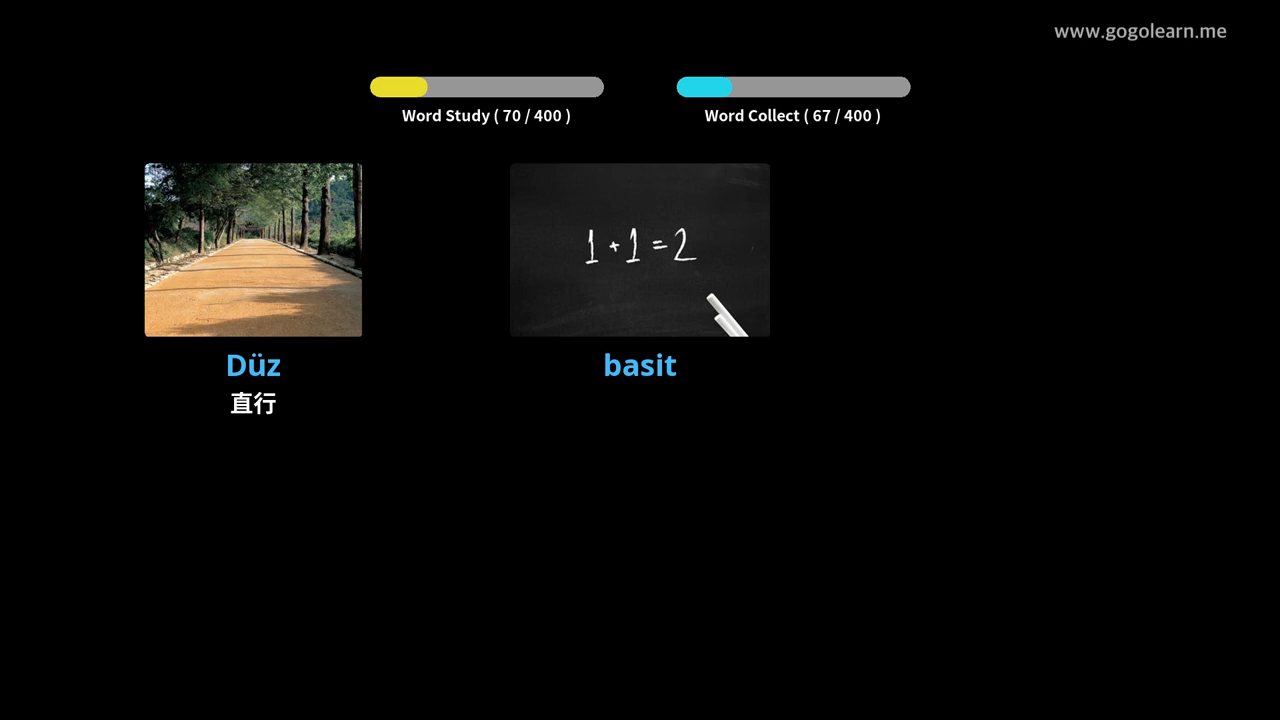 www.gogolearn.me
Word Study ( 70 / 400 )
Word Collect ( 67 / 400 )
1 + 1 = 2
Düz
basit
直行